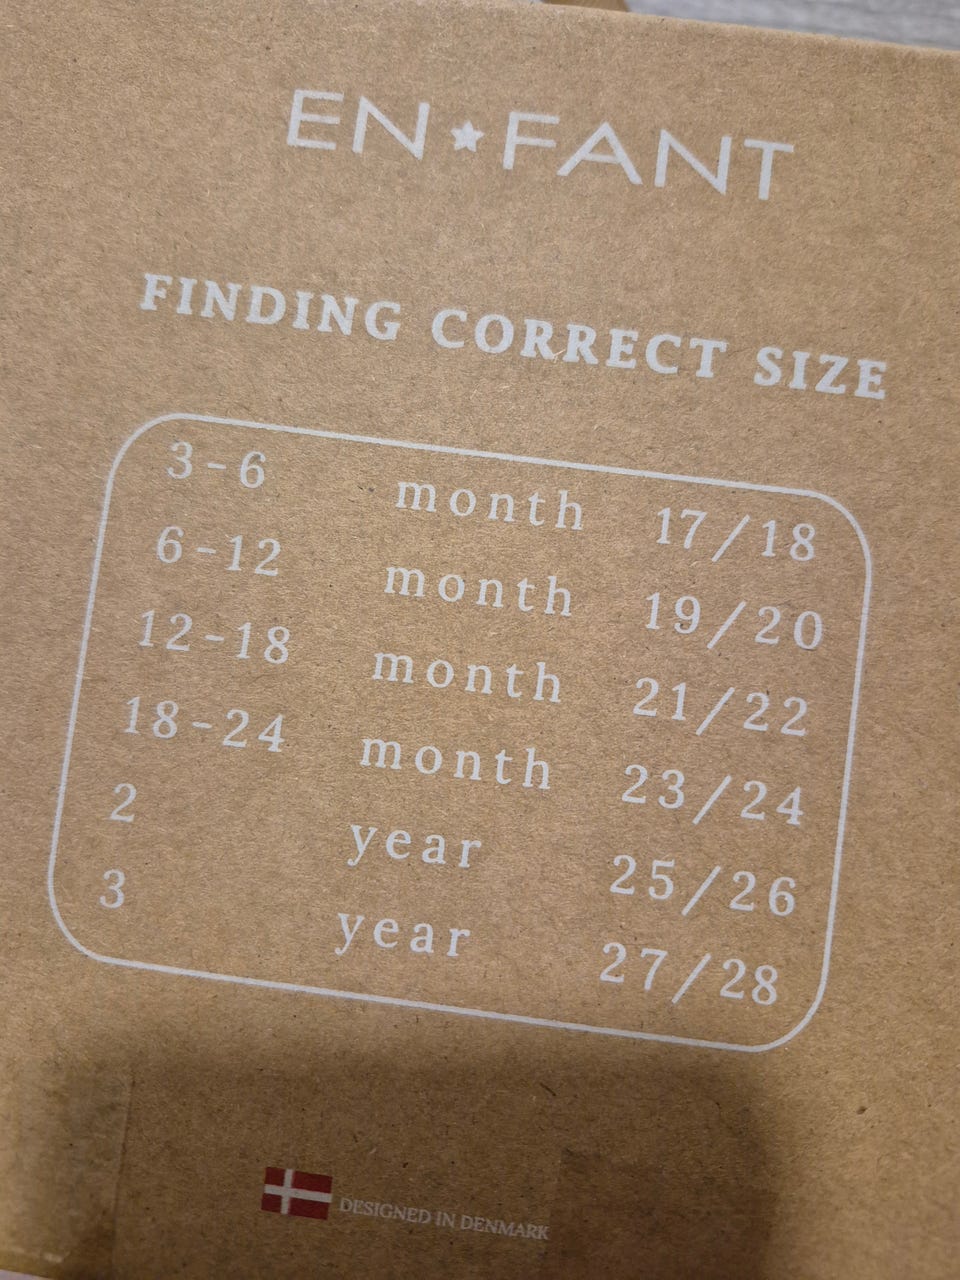 EN★FANT
FINDING CORRECT SIZE
3-6 month 17/18
6-12 month 19/20
12-18 month 21/22
18-24 month 23/24
2 year 25/26
3 year 27/28
DESIGNED IN DENMARK